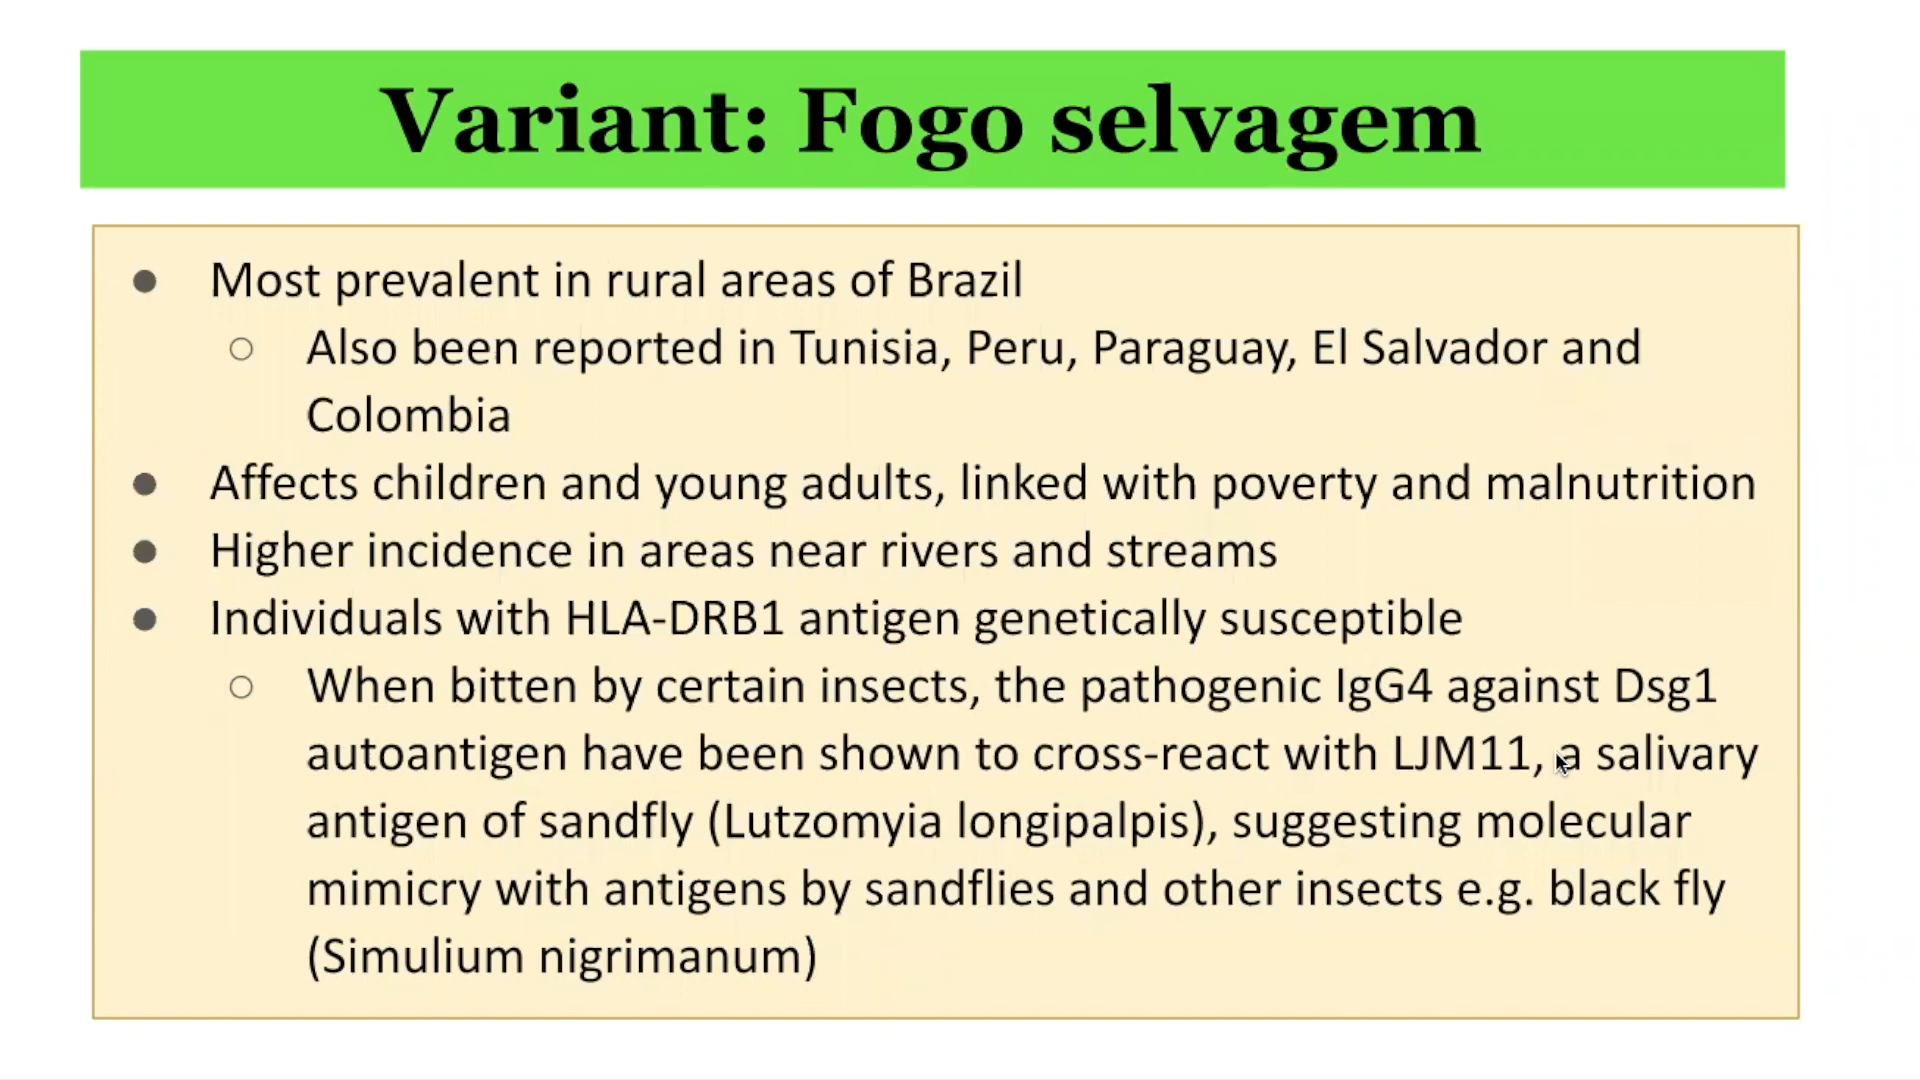 Variant: Fogo selvagem
● Most prevalent in rural areas of Brazil
○ Also been reported in Tunisia, Peru, Paraguay, El Salvador and
Colombia
● Affects children and young adults, linked with poverty and malnutrition
● Higher incidence in areas near rivers and streams
● Individuals with HLA-DRB1 antigen genetically susceptible
○ When bitten by certain insects, the pathogenic IgG4 against Dsg1
autoantigen have been shown to cross-react with LJM11, a salivary
antigen of sandfly (Lutzomyia longipalpis), suggesting molecular
mimicry with antigens by sandflies and other insects e.g. black fly
(Simulium nigrimanum)